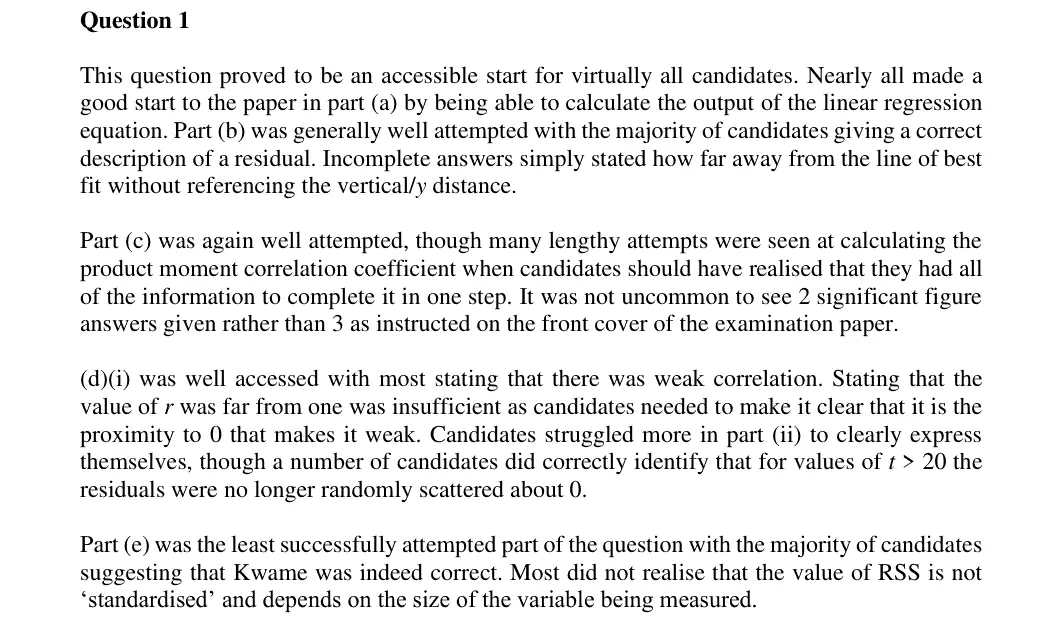 Question 1
This question proved to be an accessible start for virtually all candidates. Nearly all made a
good start to the paper in part (a) by being able to calculate the output of the linear regression
equation. Part (b) was generally well attempted with the majority of candidates giving a correct
description of a residual. Incomplete answers simply stated how far away from the line of best
fit without referencing the vertical/y distance.
Part (c) was again well attempted, though many lengthy attempts were seen at calculating the
product moment correlation coefficient when candidates should have realised that they had all
of the information to complete it in one step. It was not uncommon to see 2 significant figure
answers given rather than 3 as instructed on the front cover of the examination paper.
(d)(i) was well accessed with most stating that there was weak correlation. Stating that the
value of r was far from one was insufficient as candidates needed to make it clear that it is the
proximity to 0 that makes it weak. Candidates struggled more in part (ii) to clearly express
themselves, though a number of candidates did correctly identify that for values of t > 20 the
residuals were no longer randomly scattered about 0.
Part (e) was the least successfully attempted part of the question with the majority of candidates
suggesting that Kwame was indeed correct. Most did not realise that the value of RSS is not
‘standardised’ and depends on the size of the variable being measured.